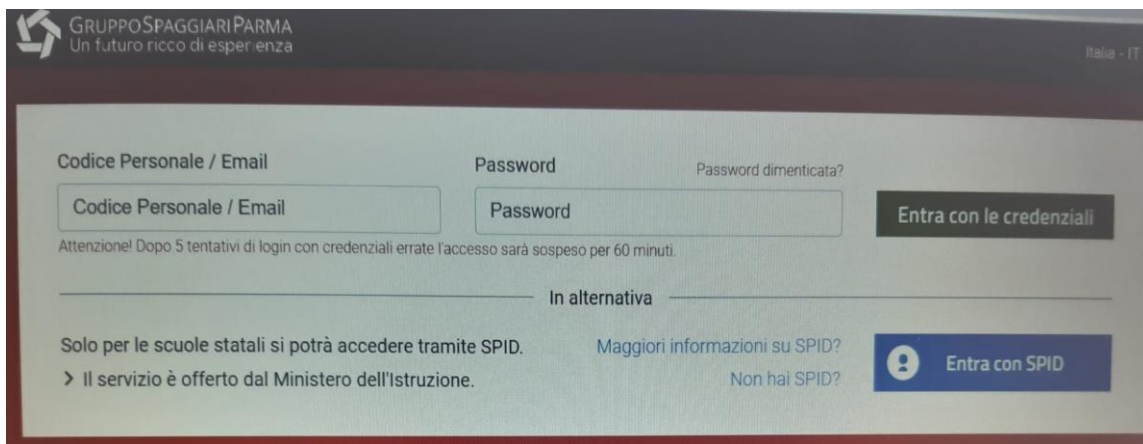 GRUPPOSPAGGIARIPARMA
Un futuro ricco di esperienza
Italia - IT
Codice Personale / Email
Password
Password dimenticata?
Codice Personale / Email
Password
Entra con le credenziali
Attenzione! Dopo 5 tentativi di login con credenziali errate l'accesso sarà sospeso per 60 minuti.
In alternativa
Solo per le scuole statali si potrà accedere tramite SPID.
Maggiori informazioni su SPID?
> Il servizio è offerto dal Ministero dell'Istruzione.
Non hai SPID?
Entra con SPID